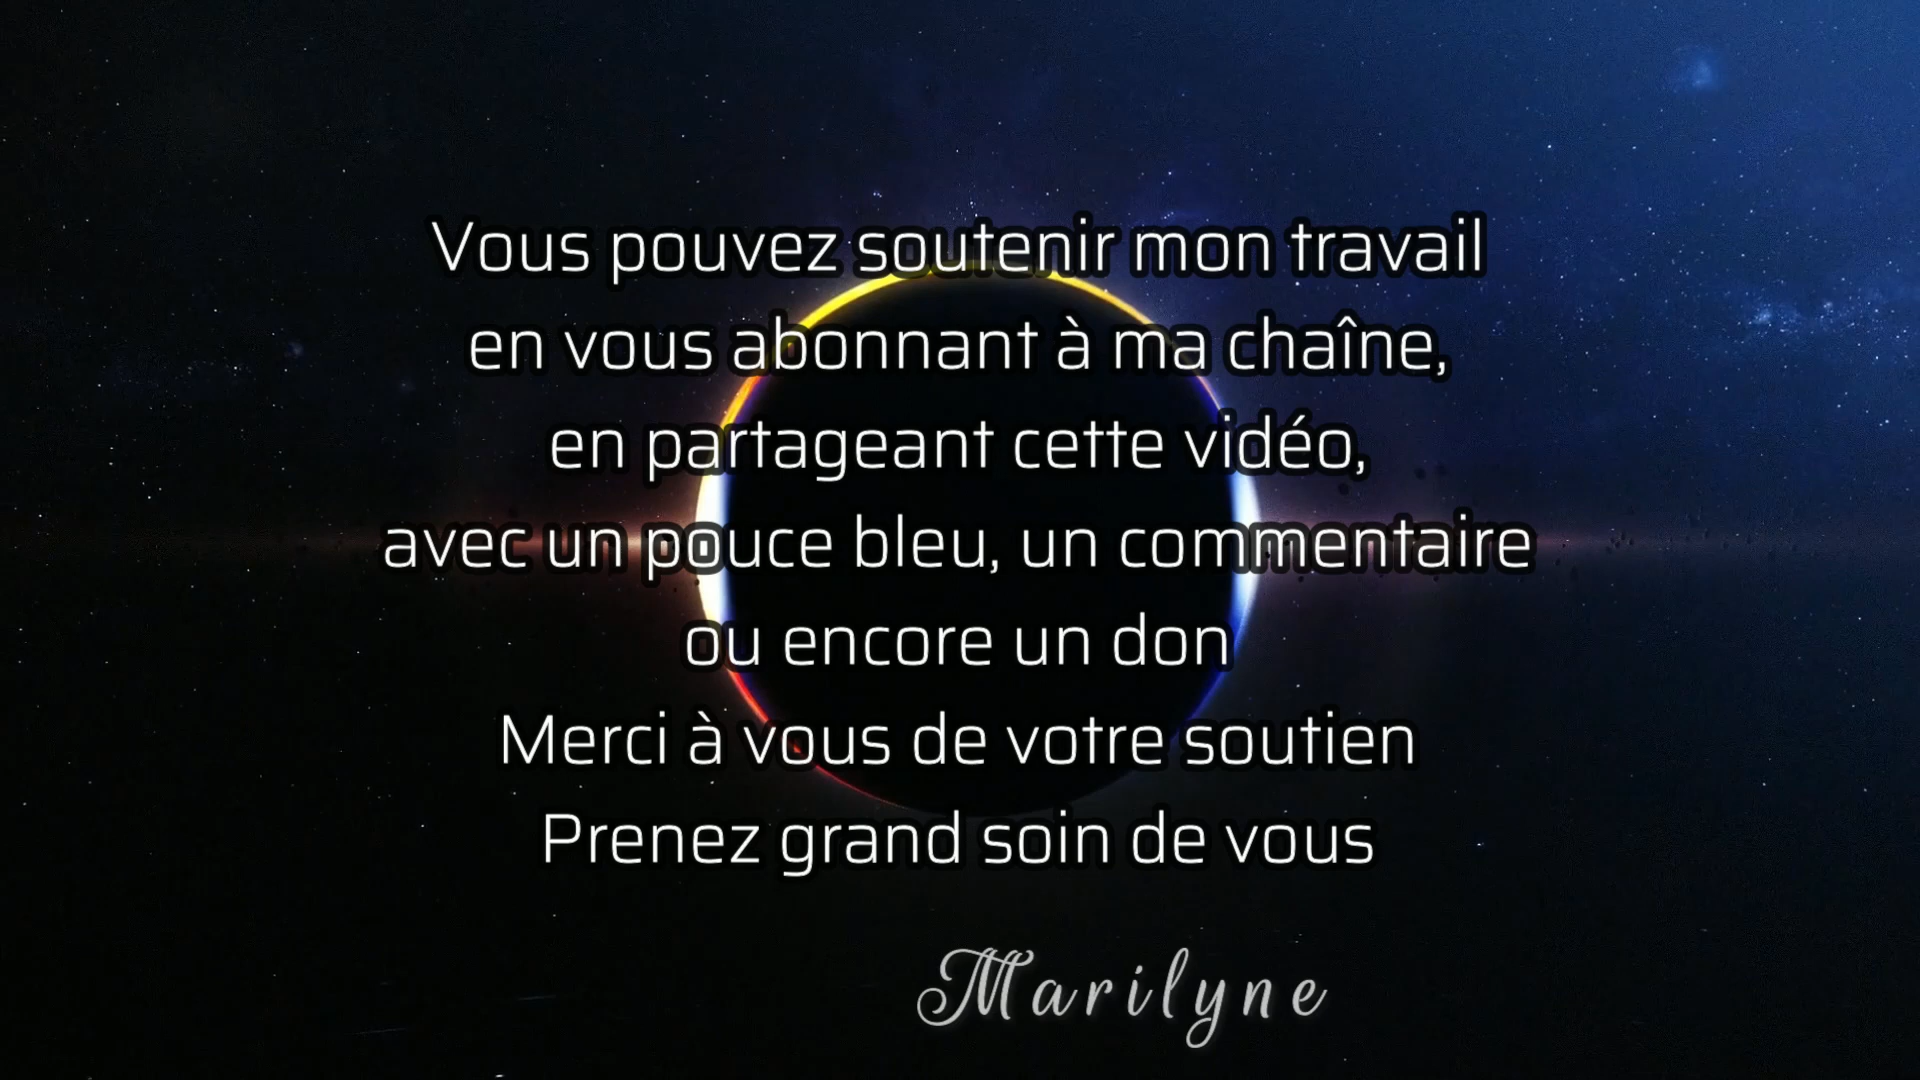 Vous pouvez soutenir mon travail
en vous abonnant à ma chaîne,
en partageant cette vidéo,
avec un pouce bleu, un commentaire
ou encore un don
Merci à vous de votre soutien
Prenez grand soin de vous
Marilyne